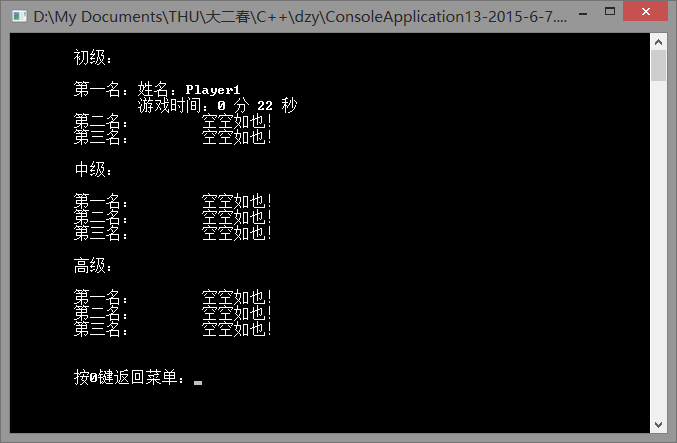 D:\My Documents\THU\大二春\C++\dzy\ConsoleApplication13-2015-6-7....
初级：
第一名：姓名：Player1
游戏时间：0 分 22 秒
第二名： 空空如也！
第三名： 空空如也！
中级：
第一名： 空空如也！
第二名： 空空如也！
第三名： 空空如也！
高级：
第一名： 空空如也！
第二名： 空空如也！
第三名： 空空如也！
按0键返回菜单：